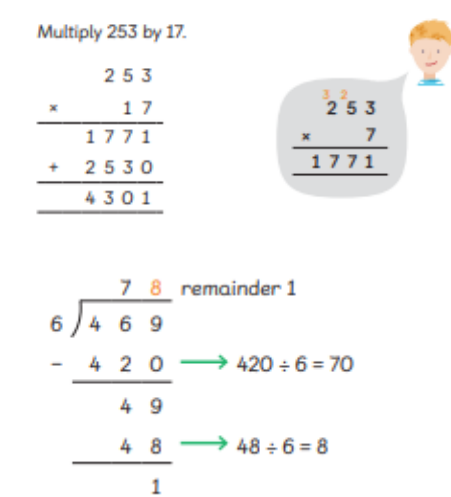 Multiply 253 by 17.
2 5 3
× 1 7
1 7 7 1
+ 2 5 3 0
4 3 0 1
3 2
2 5 3
× 7
1 7 7 1
7 8 remainder 1
6 ) 4 6 9
− 4 2 0 → 420 ÷ 6 = 70
4 9
4 8 → 48 ÷ 6 = 8
1